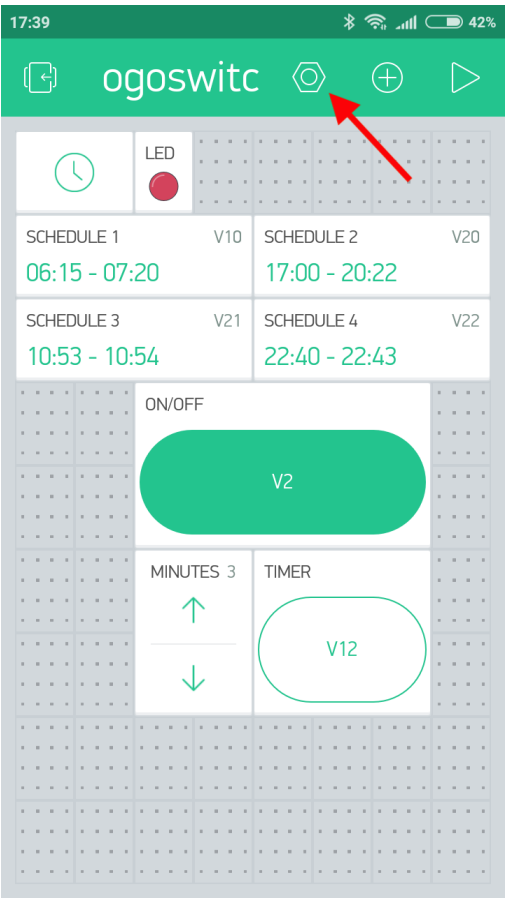 17:39 42%
ogoswitc
LED
SCHEDULE 1 V10 SCHEDULE 2 V20
06:15 - 07:20 17:00 - 20:22
SCHEDULE 3 V21 SCHEDULE 4 V22
10:53 - 10:54 22:40 - 22:43
ON/OFF
V2
MINUTES 3 TIMER
V12